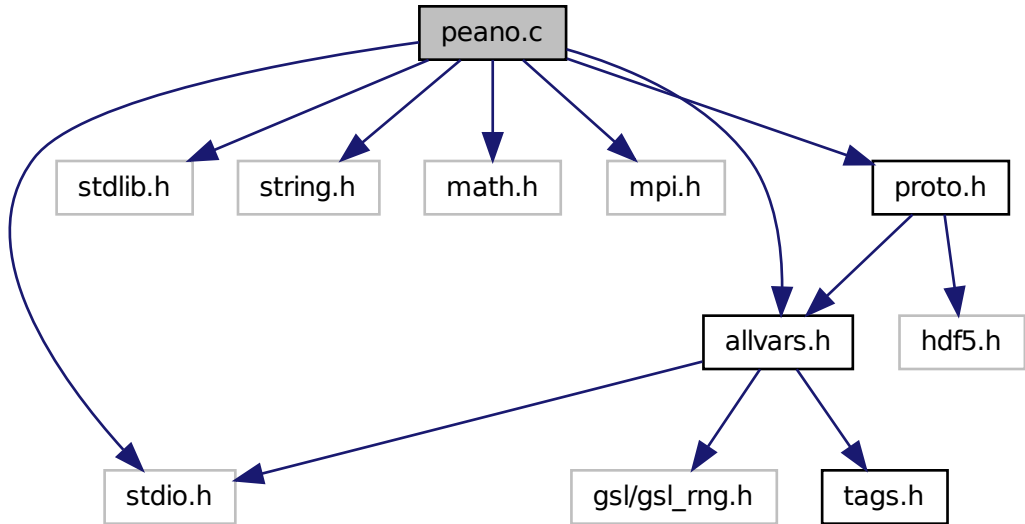 peano.c
stdlib.h
string.h
math.h
mpi.h
proto.h
allvars.h
hdf5.h
stdio.h
gsl/gsl_rng.h
tags.h